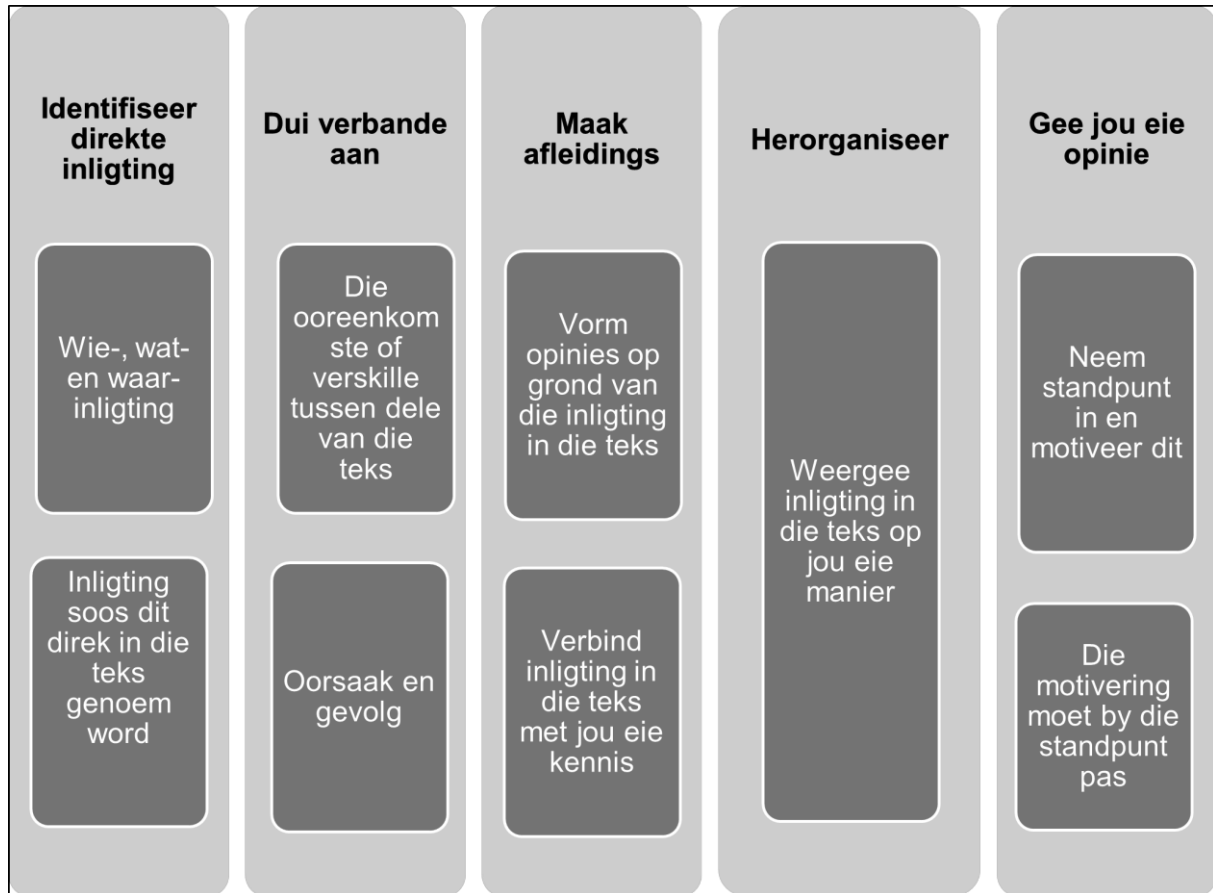 Identifiseer
direkte
inligting
Wie-, wat-
en waar-
inligting
Inligting
soos dit
direk in die
teks
genoem
word
Dui verbande
aan
Die
ooreenkom
ste of
verskille
tussen dele
van die
teks
Oorsaak en
gevolg
Maak
afleidings
Vorm
opinies op
grond van
die inligting
in die teks
Verbind
inligting in
die teks
met jou eie
kennis
Herorganiseer
Weergee
inligting in
die teks op
jou eie
manier
Gee jou eie
opinie
Neem
standpunt
in en
motiveer dit
Die
motivering
moet by die
standpunt
pas